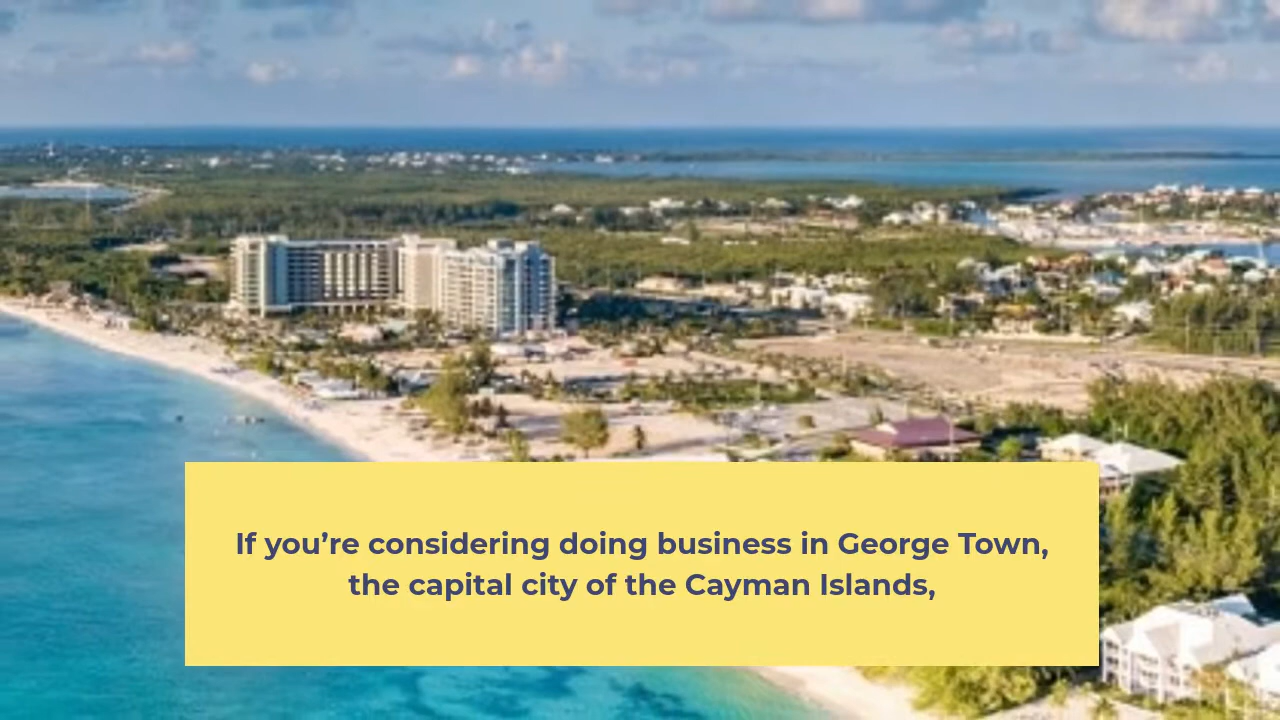 If you’re considering doing business in George Town,
the capital city of the Cayman Islands,